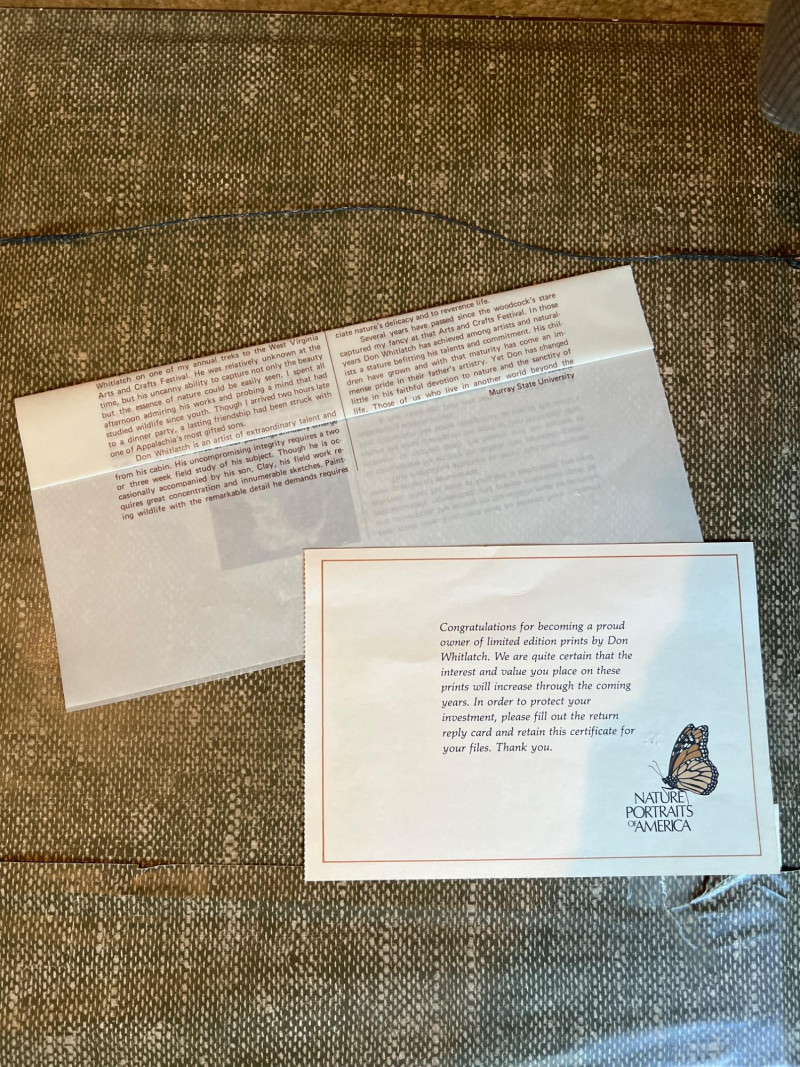 Whitlatch on one of my annual treks to the West Virginia
Arts and Crafts Festival. He was relatively unknown at the
time, but his uncanny ability to capture not only the beauty
but the essence of nature could be easily seen. I spent all
afternoon admiring his works and probing a mind that had
studied wildlife since youth. Though I arrived two hours late
to a dinner party, a lasting friendship had been struck with
one of Appalachia's most gifted sons.
Don Whitlatch is an artist of extraordinary talent and
from his cabin. His uncompromising integrity requires a two
or three week field study of his subject. Though he is oc-
casionally accompanied by his son, Clay, his field work re-
quires great concentration and innumerable sketches. Paint-
ing wildlife with the remarkable detail he demands requires
ciate nature's delicacy and to reverence life.
Several years have passed since the woodcock's stare
captured my fancy at that Arts and Crafts Festival. In those
years Don Whitlatch has achieved among artists and natural-
ists a stature befitting his talents and commitment. His chil-
dren have grown and with that maturity has come an im-
mense pride in their father's artistry. Yet Don has changed
little in his faithful devotion to nature and the sanctity of
life. Those of us who live in another world beyond the
Murray State University
Congratulations for becoming a proud
owner of limited edition prints by Don
Whitlatch. We are quite certain that the
interest and value you place on these
prints will increase through the coming
years. In order to protect your
investment, please fill out the return
reply card and retain this certificate for
your files. Thank you.
NATURE
PORTRAITS
OF AMERICA